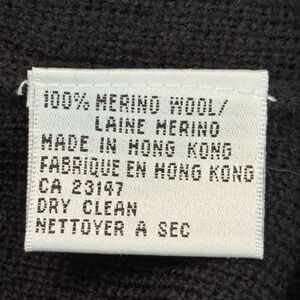 100% MERINO WOOL/
LAINE MERINO
MADE IN HONG KONG
FABRIQUE EN HONG KONG
CA 23147
DRY CLEAN
NETTOYER A SEC